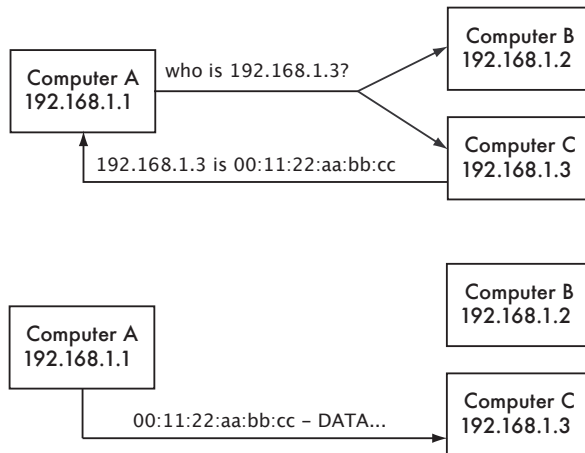 Computer B
192.168.1.2
Computer A
192.168.1.1
who is 192.168.1.3?
Computer C
192.168.1.3
192.168.1.3 is 00:11:22:aa:bb:cc
Computer B
192.168.1.2
Computer A
192.168.1.1
Computer C
192.168.1.3
00:11:22:aa:bb:cc – DATA...